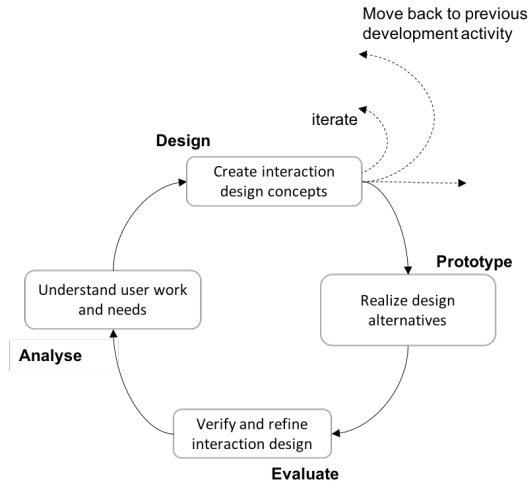 Move back to previous
development activity
iterate
Design
Create interaction
design concepts
Prototype
Realize design
alternatives
Understand user work
and needs
Analyse
Verify and refine
interaction design
Evaluate